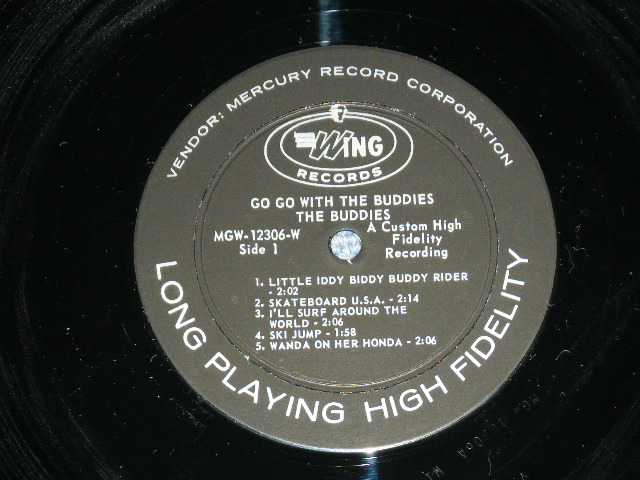 VENDOR: MERCURY RECORD CORPORATION
WING
RECORDS
GO GO WITH THE BUDDIES
THE BUDDIES
MGW-12306-W
Side 1
A Custom High
Fidelity
Recording
1. LITTLE IDDY BIDDY BUDDY RIDER
- 2:02
2. SKATEBOARD U.S.A. - 2:14
3. I'LL SURF AROUND THE
WORLD - 2:06
4. SKI JUMP - 1:58
5. WANDA ON HER HONDA - 2:06
LONG PLAYING HIGH FIDELITY